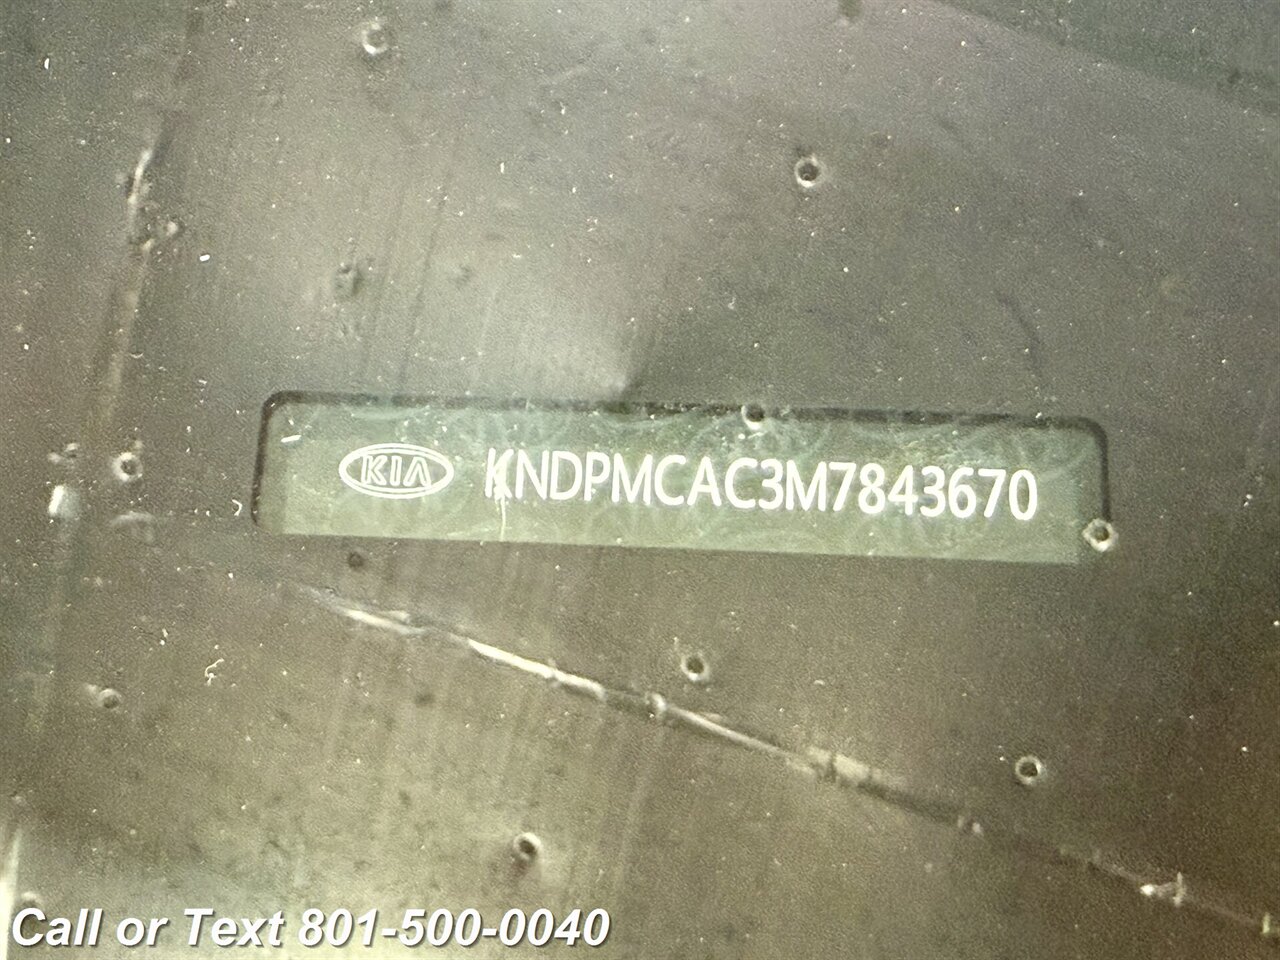 KIA KNDPMCAC3M7843670
Call or Text 801-500-0040